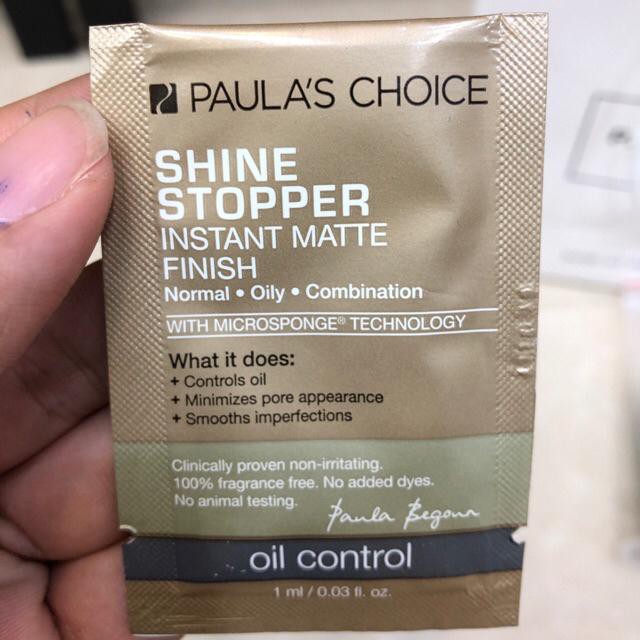 PAULA'S CHOICE
SHINE
STOPPER
INSTANT MATTE
FINISH
Normal • Oily • Combination
WITH MICROSPONGE® TECHNOLOGY
What it does:
+ Controls oil
+ Minimizes pore appearance
+ Smooths imperfections
Clinically proven non-irritating.
100% fragrance free. No added dyes.
No animal testing.
Paula Begoun
oil control
1 ml / 0.03 fl. oz.